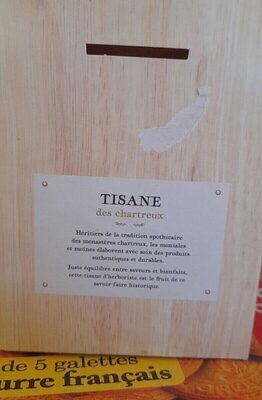 TISANE
des chartreux
Héritiers de la tradition apothicaire
des monastères chartreux, les moniales
et moines élaborent avec soin des produits
authentiques et durables.
Juste équilibre entre saveurs et bienfaits,
cette tisane d'herboriste est le fruit de ce
savoir-faire historique.
de 5 galettes
urre français